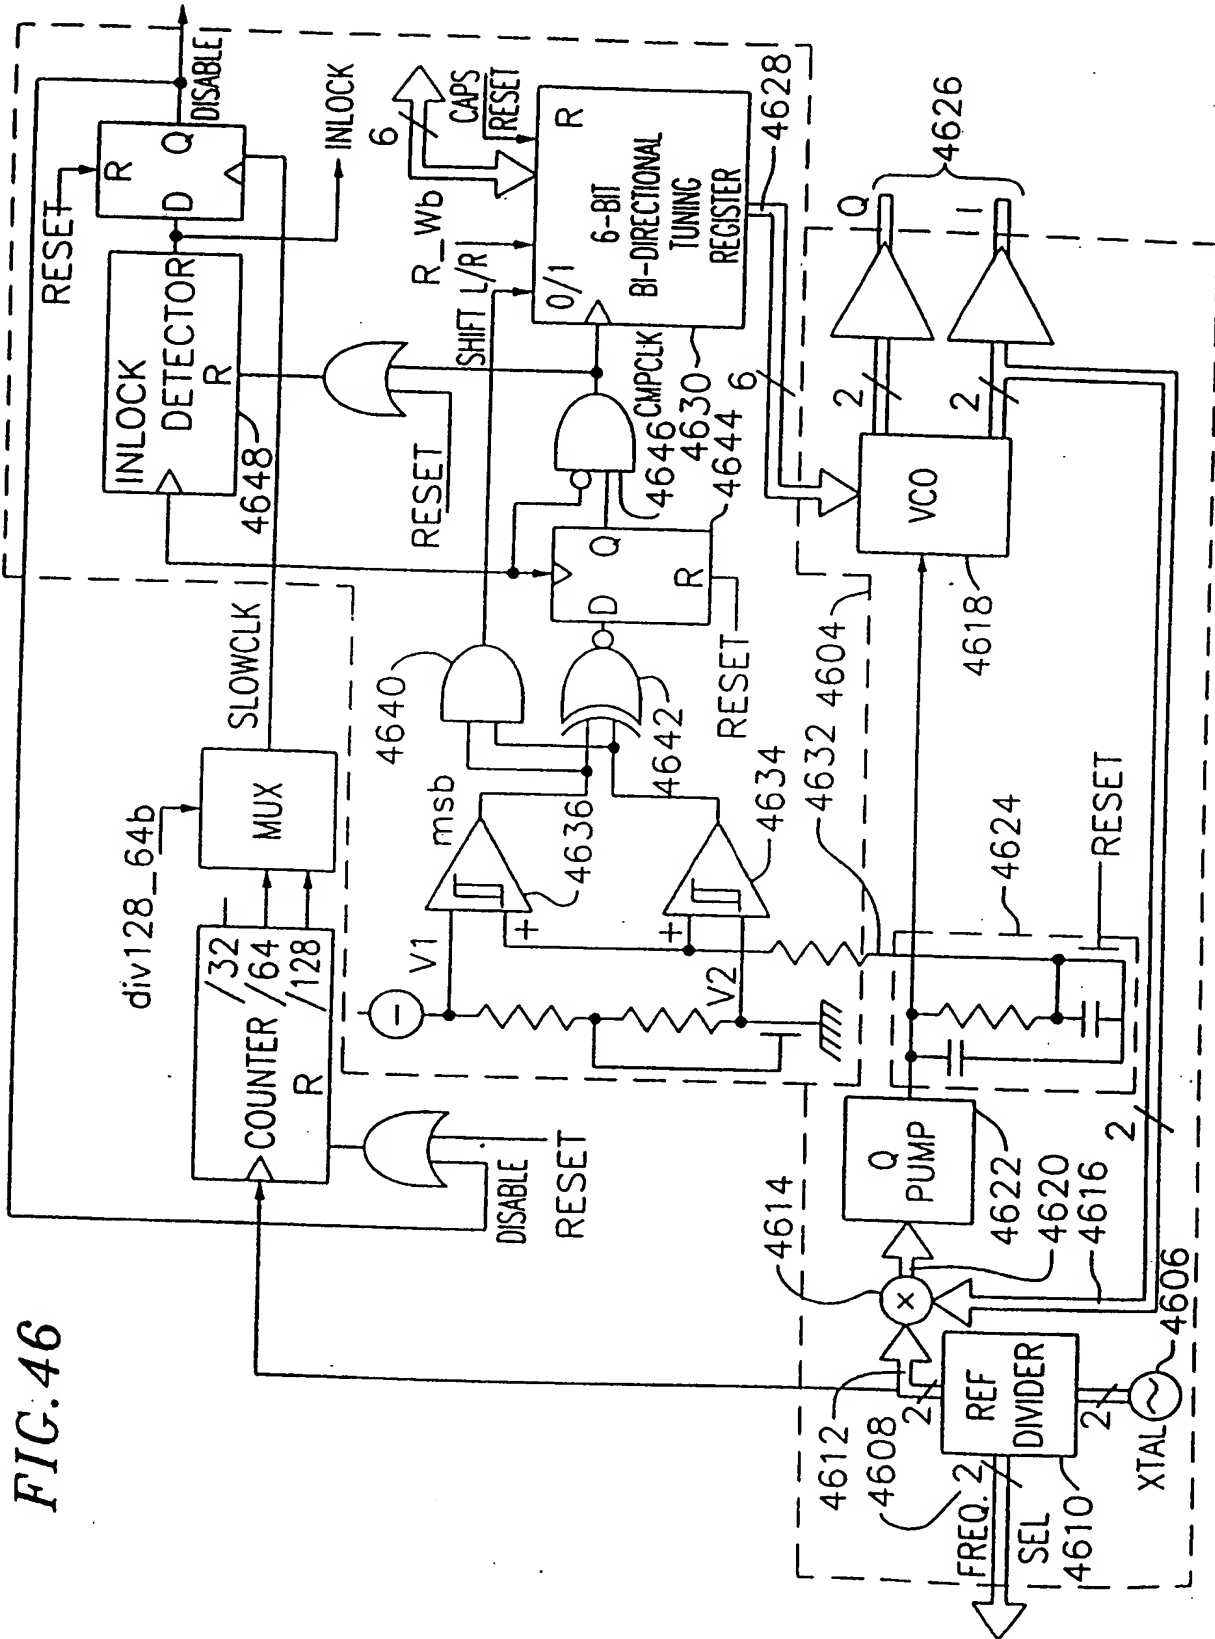 FIG.46
DISABLE
RESET
R
D
Q
INLOCK
INLOCK
DETECTOR
R
4648
SLOWCLK
MUX
div128_64b
COUNTER
/32
/64
/128
R
DISABLE
RESET
RESET
6
CAPS
RESET
R_Wb
SHIFT L/R
0/1
R
6-BIT
BI-DIRECTIONAL
TUNING
REGISTER
4628
CMPCLK
4646
4630
4644
6
D
Q
R
RESET
4640
4642
msb
4636
4634
V1
+
+
V2
4632
4604
4618
VCO
2
2
Q
I
4626
4624
RESET
Q
PUMP
4622
4620
4616
4614
x
2
4612
4608
2
REF
DIVIDER
2
4606
XTAL
FREQ.
2
SEL
4610